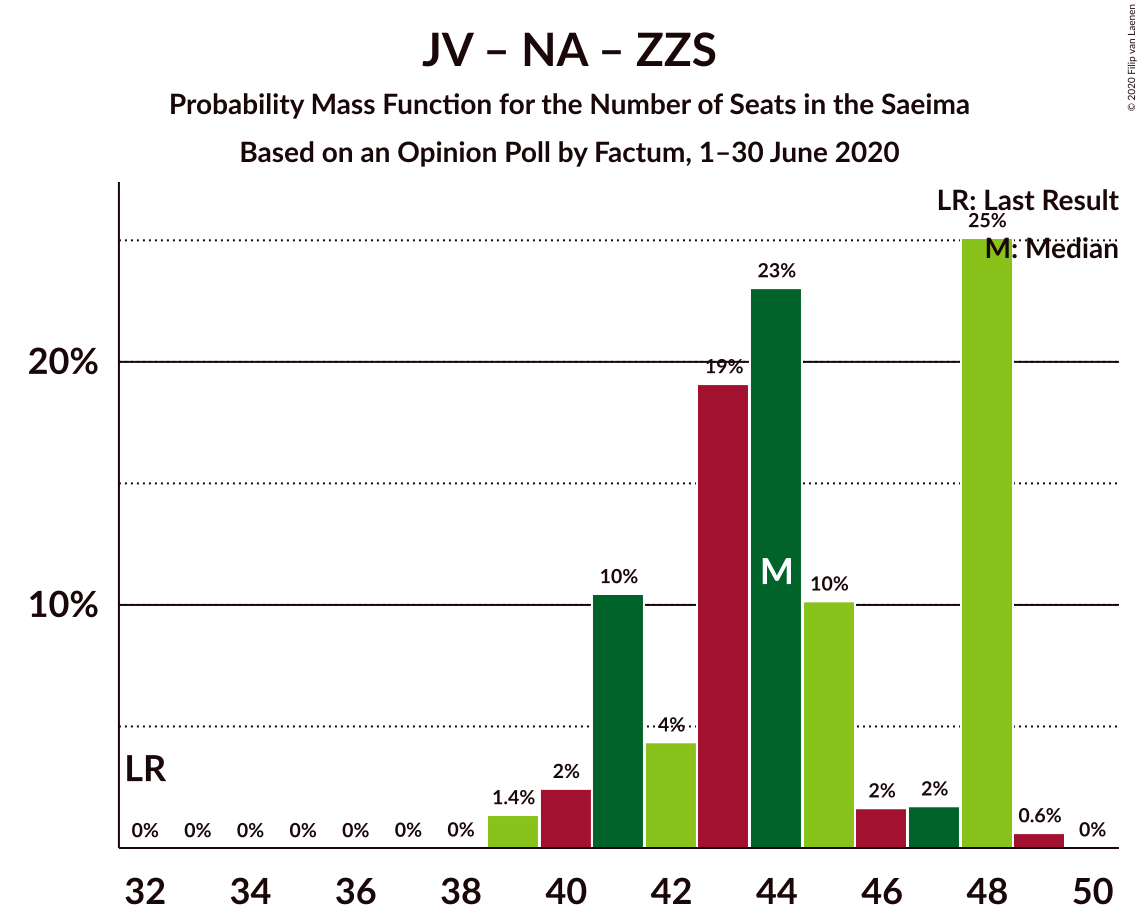 JV – NA – ZZS
Probability Mass Function for the Number of Seats in the Saeima
Based on an Opinion Poll by Factum, 1–30 June 2020
© 2020 Filip van Laenen
LR: Last Result
M: Median
20%
10%
LR
0% 0% 0% 0% 0% 0% 0% 1.4% 2% 10% 4% 19% 23% 10% 2% 2% 25% 0.6% 0%
M
32 34 36 38 40 42 44 46 48 50